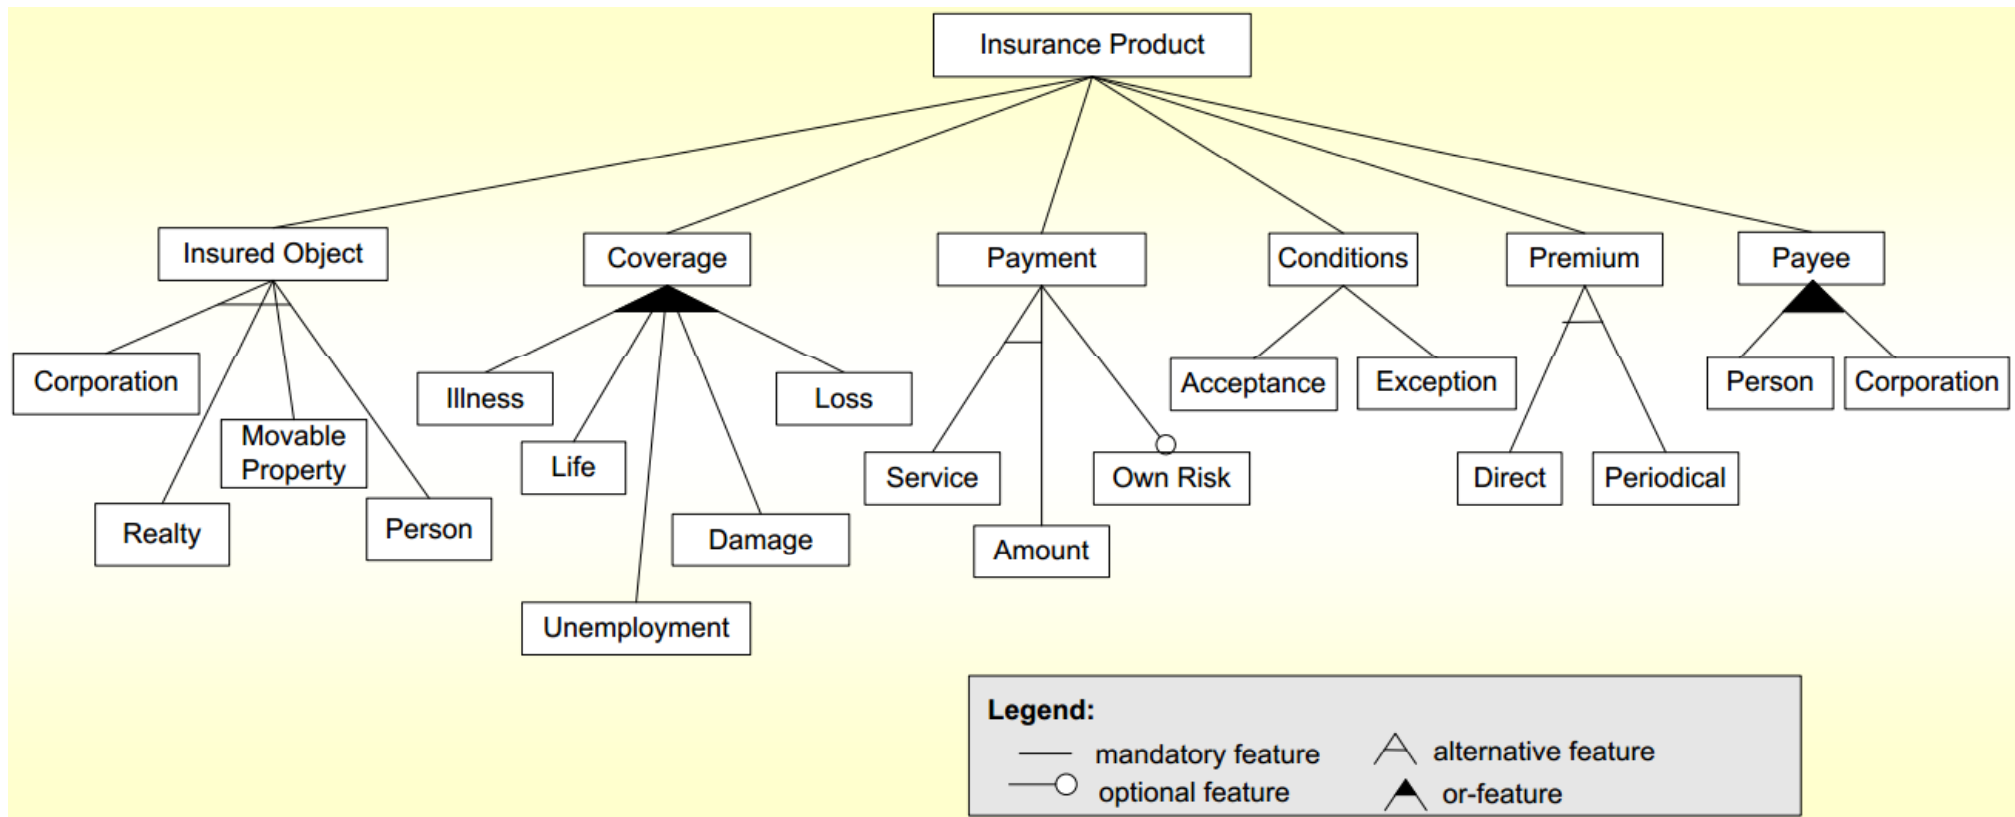 Insurance Product
Insured Object
Coverage
Payment
Conditions
Premium
Payee
Corporation
Realty
Movable
Property
Person
Illness
Life
Unemployment
Damage
Loss
Service
Amount
Own Risk
Acceptance
Exception
Direct
Periodical
Person
Corporation
Legend:
mandatory feature
alternative feature
optional feature
or-feature